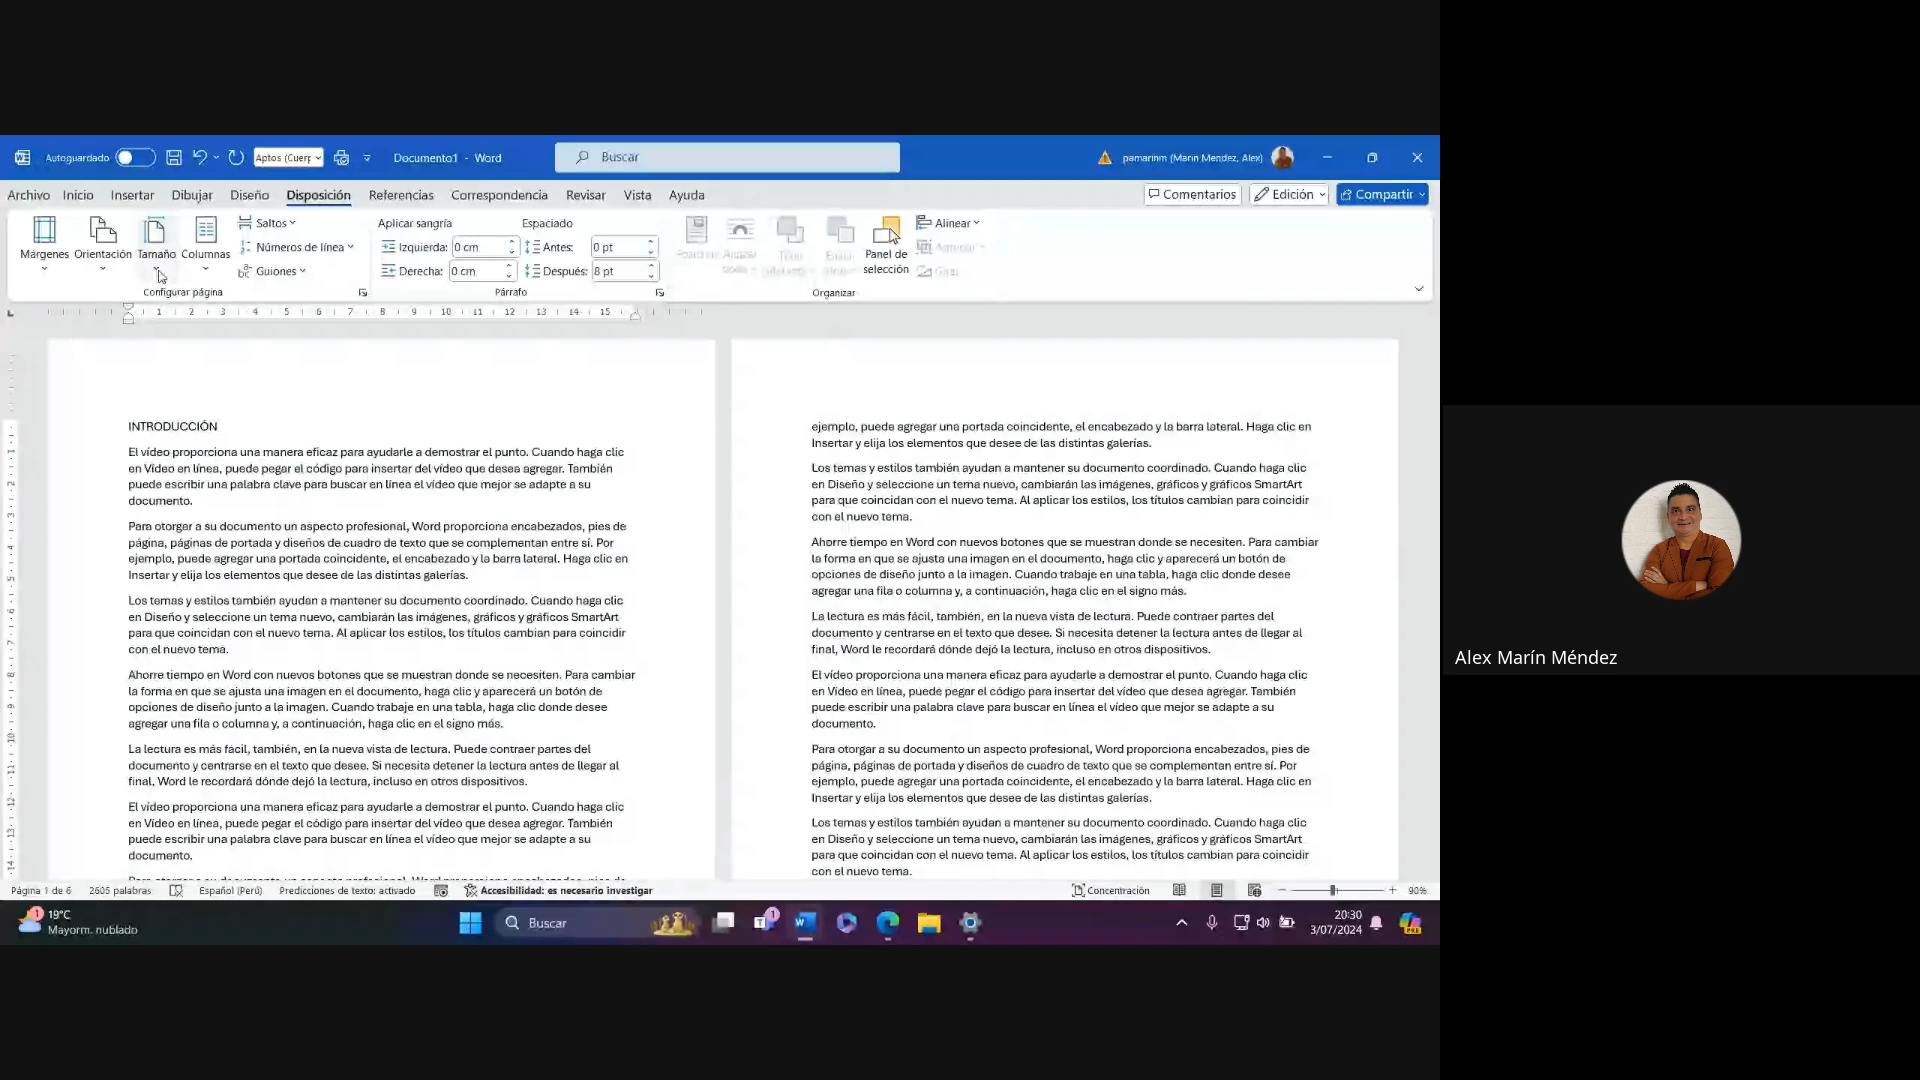 Autoguardado
Aptos (Cuerp
Documento1 - Word
Buscar
pamarinm (Marin Mendez, Alex)
Archivo Inicio Insertar Dibujar Diseño Disposición Referencias Correspondencia Revisar Vista Ayuda
Comentarios Edición Compartir
Márgenes Orientación Tamaño Columnas
Saltos
Números de línea
Guiones
Configurar página
Aplicar sangría Espaciado
Izquierda: 0 cm Antes: 0 pt
Derecha: 0 cm Después: 8 pt
Párrafo
Panel de
selección
Alinear
Organizar
1 2 3 4 5 6 7 8 9 10 11 12 13 14 15
INTRODUCCIÓN
El vídeo proporciona una manera eficaz para ayudarle a demostrar el punto. Cuando haga clic
en Vídeo en línea, puede pegar el código para insertar del vídeo que desea agregar. También
puede escribir una palabra clave para buscar en línea el vídeo que mejor se adapte a su
documento.
Para otorgar a su documento un aspecto profesional, Word proporciona encabezados, pies de
página, páginas de portada y diseños de cuadro de texto que se complementan entre sí. Por
ejemplo, puede agregar una portada coincidente, el encabezado y la barra lateral. Haga clic en
Insertar y elija los elementos que desee de las distintas galerías.
Los temas y estilos también ayudan a mantener su documento coordinado. Cuando haga clic
en Diseño y seleccione un tema nuevo, cambiarán las imágenes, gráficos y gráficos SmartArt
para que coincidan con el nuevo tema. Al aplicar los estilos, los títulos cambian para coincidir
con el nuevo tema.
Ahorre tiempo en Word con nuevos botones que se muestran donde se necesiten. Para cambiar
la forma en que se ajusta una imagen en el documento, haga clic y aparecerá un botón de
opciones de diseño junto a la imagen. Cuando trabaje en una tabla, haga clic donde desee
agregar una fila o columna y, a continuación, haga clic en el signo más.
La lectura es más fácil, también, en la nueva vista de lectura. Puede contraer partes del
documento y centrarse en el texto que desee. Si necesita detener la lectura antes de llegar al
final, Word le recordará dónde dejó la lectura, incluso en otros dispositivos.
El vídeo proporciona una manera eficaz para ayudarle a demostrar el punto. Cuando haga clic
en Vídeo en línea, puede pegar el código para insertar del vídeo que desea agregar. También
puede escribir una palabra clave para buscar en línea el vídeo que mejor se adapte a su
documento.
ejemplo, puede agregar una portada coincidente, el encabezado y la barra lateral. Haga clic en
Insertar y elija los elementos que desee de las distintas galerías.
Los temas y estilos también ayudan a mantener su documento coordinado. Cuando haga clic
en Diseño y seleccione un tema nuevo, cambiarán las imágenes, gráficos y gráficos SmartArt
para que coincidan con el nuevo tema. Al aplicar los estilos, los títulos cambian para coincidir
con el nuevo tema.
Ahorre tiempo en Word con nuevos botones que se muestran donde se necesiten. Para cambiar
la forma en que se ajusta una imagen en el documento, haga clic y aparecerá un botón de
opciones de diseño junto a la imagen. Cuando trabaje en una tabla, haga clic donde desee
agregar una fila o columna y, a continuación, haga clic en el signo más.
La lectura es más fácil, también, en la nueva vista de lectura. Puede contraer partes del
documento y centrarse en el texto que desee. Si necesita detener la lectura antes de llegar al
final, Word le recordará dónde dejó la lectura, incluso en otros dispositivos.
El vídeo proporciona una manera eficaz para ayudarle a demostrar el punto. Cuando haga clic
en Vídeo en línea, puede pegar el código para insertar del vídeo que desea agregar. También
puede escribir una palabra clave para buscar en línea el vídeo que mejor se adapte a su
documento.
Para otorgar a su documento un aspecto profesional, Word proporciona encabezados, pies de
página, páginas de portada y diseños de cuadro de texto que se complementan entre sí. Por
ejemplo, puede agregar una portada coincidente, el encabezado y la barra lateral. Haga clic en
Insertar y elija los elementos que desee de las distintas galerías.
Los temas y estilos también ayudan a mantener su documento coordinado. Cuando haga clic
en Diseño y seleccione un tema nuevo, cambiarán las imágenes, gráficos y gráficos SmartArt
para que coincidan con el nuevo tema. Al aplicar los estilos, los títulos cambian para coincidir
con el nuevo tema.
Página 1 de 6 2605 palabras Español (Perú) Predicciones de texto: activado Accesibilidad: es necesario investigar Concentración 90%
19°C
Mayorm. nublado
Buscar
20:30
3/07/2024
Alex Marín Méndez